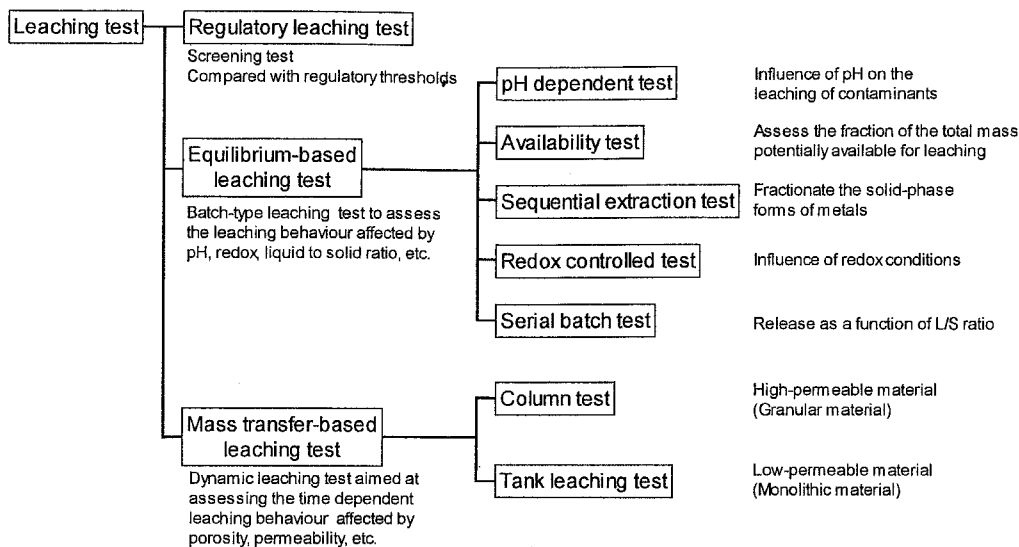 Leaching test
Regulatory leaching test
Screening test
Compared with regulatory thresholds
Equilibrium-based
leaching test
Batch-type leaching test to assess
the leaching behaviour affected by
pH, redox, liquid to solid ratio, etc.
pH dependent test
Influence of pH on the
leaching of contaminants
Availability test
Assess the fraction of the total mass
potentially available for leaching
Sequential extraction test
Fractionate the solid-phase
forms of metals
Redox controlled test
Influence of redox conditions
Serial batch test
Release as a function of L/S ratio
Mass transfer-based
leaching test
Dynamic leaching test aimed at
assessing the time dependent
leaching behaviour affected by
porosity, permeability, etc.
Column test
High-permeable material
(Granular material)
Tank leaching test
Low-permeable material
(Monolithic material)